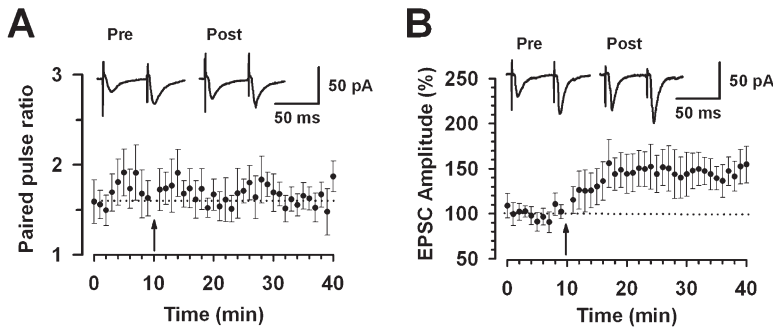 A
Pre
Post
50 pA
50 ms
Paired pulse ratio
3
2
1
0
10
20
30
40
Time (min)
B
Pre
Post
50 pA
50 ms
EPSC Amplitude (%)
250
200
150
100
50
0
10
20
30
40
Time (min)